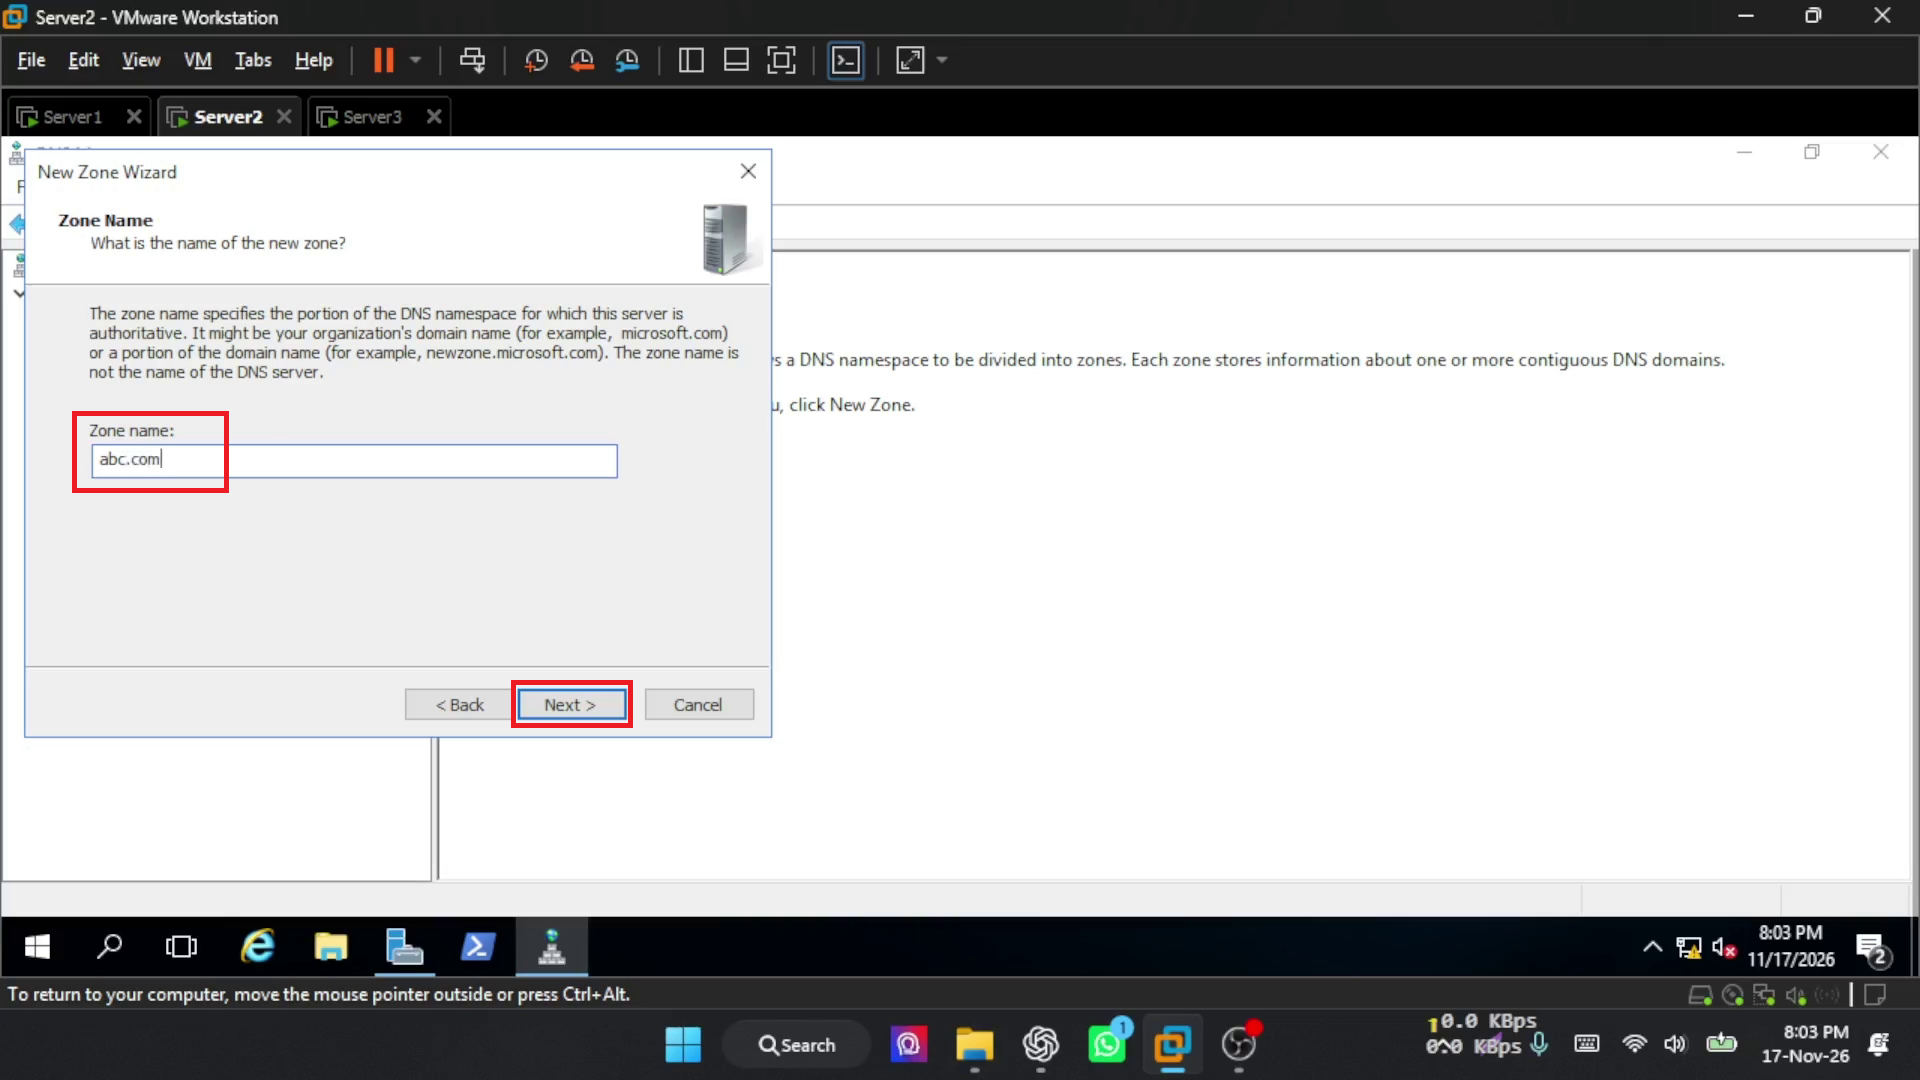 Server2 - VMware Workstation
File Edit View VM Tabs Help
Server1 Server2 Server3
New Zone Wizard
Zone Name
What is the name of the new zone?
The zone name specifies the portion of the DNS namespace for which this server is
authoritative. It might be your organization's domain name (for example, microsoft.com)
or a portion of the domain name (for example, newzone.microsoft.com). The zone name is
not the name of the DNS server.
s a DNS namespace to be divided into zones. Each zone stores information about one or more contiguous DNS domains.
u, click New Zone.
Zone name:
abc.com
< Back Next > Cancel
8:03 PM
11/17/2026
2
To return to your computer, move the mouse pointer outside or press Ctrl+Alt.
Search
1
0.0 KBps
0.0 KBps
8:03 PM
17-Nov-26